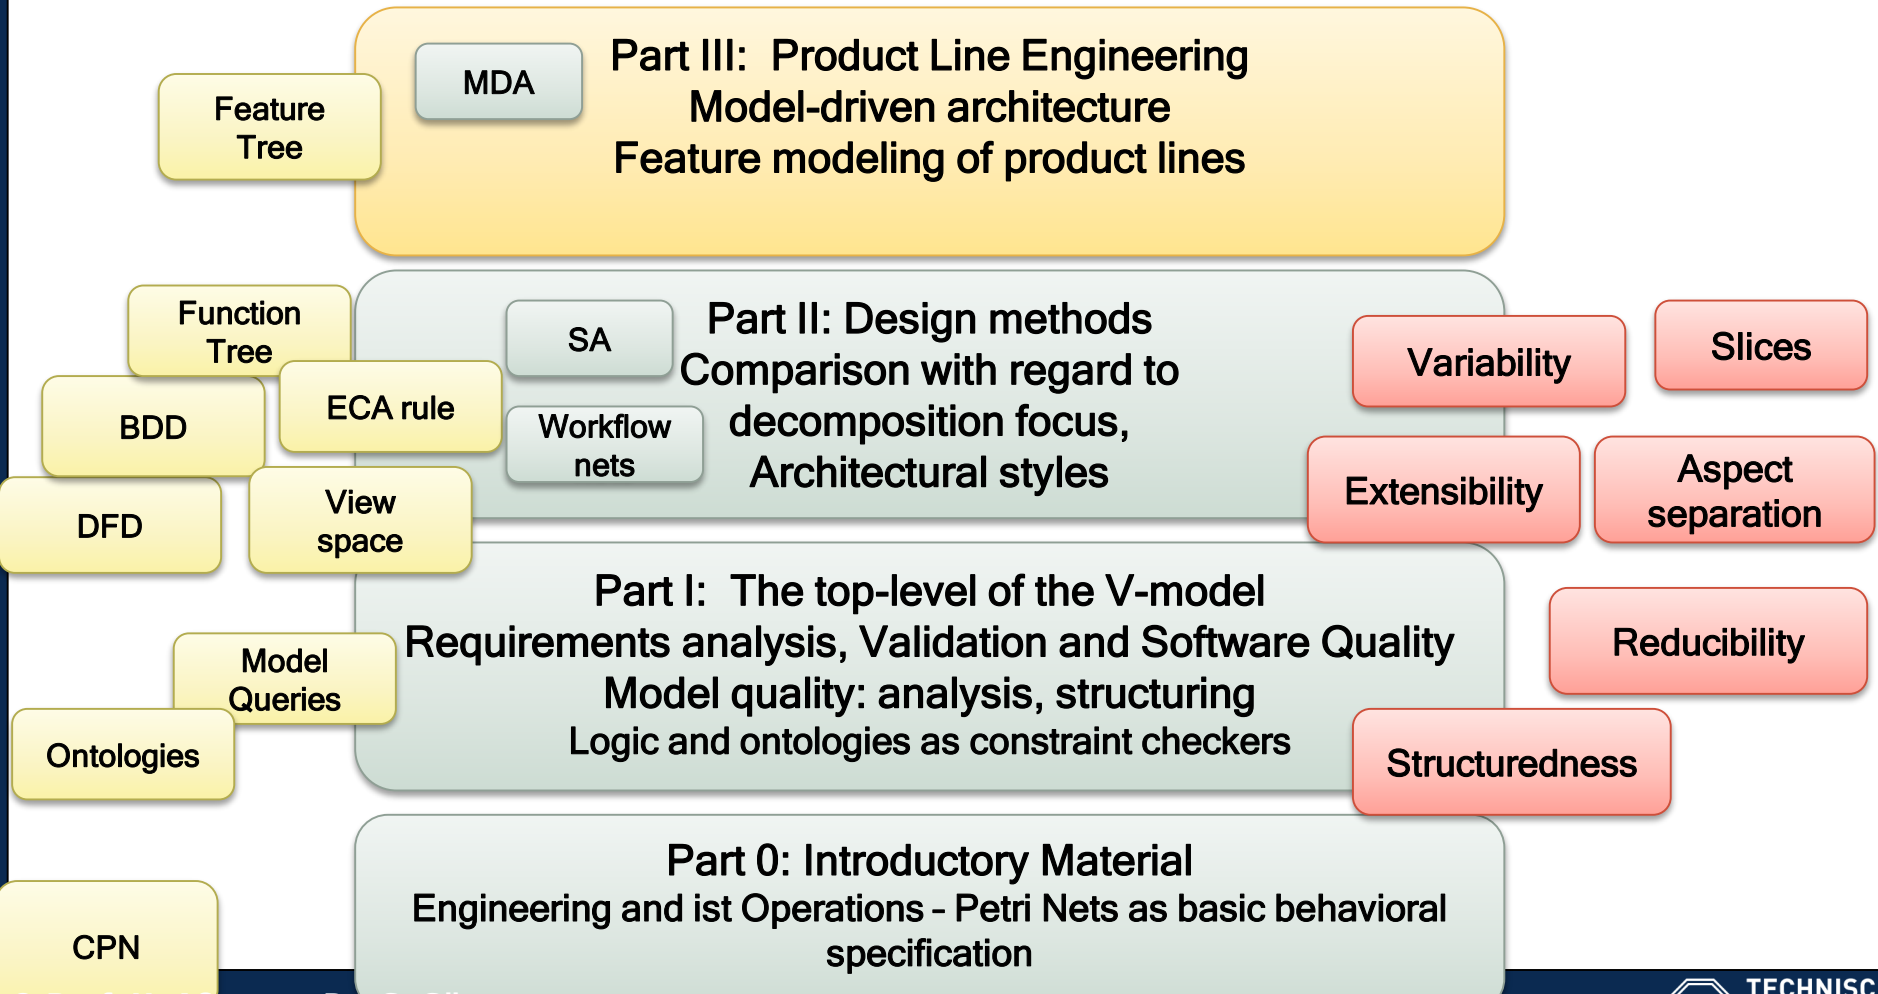 Part III: Product Line Engineering
Model-driven architecture
Feature modeling of product lines
MDA
Feature
Tree
Part II: Design methods
Comparison with regard to
decomposition focus,
Architectural styles
SA
Workflow
nets
Function
Tree
ECA rule
BDD
DFD
View
space
Variability
Slices
Extensibility
Aspect
separation
Part I: The top-level of the V-model
Requirements analysis, Validation and Software Quality
Model quality: analysis, structuring
Logic and ontologies as constraint checkers
Model
Queries
Ontologies
Reducibility
Structuredness
Part 0: Introductory Material
Engineering and ist Operations – Petri Nets as basic behavioral
specification
CPN
TECHNISC